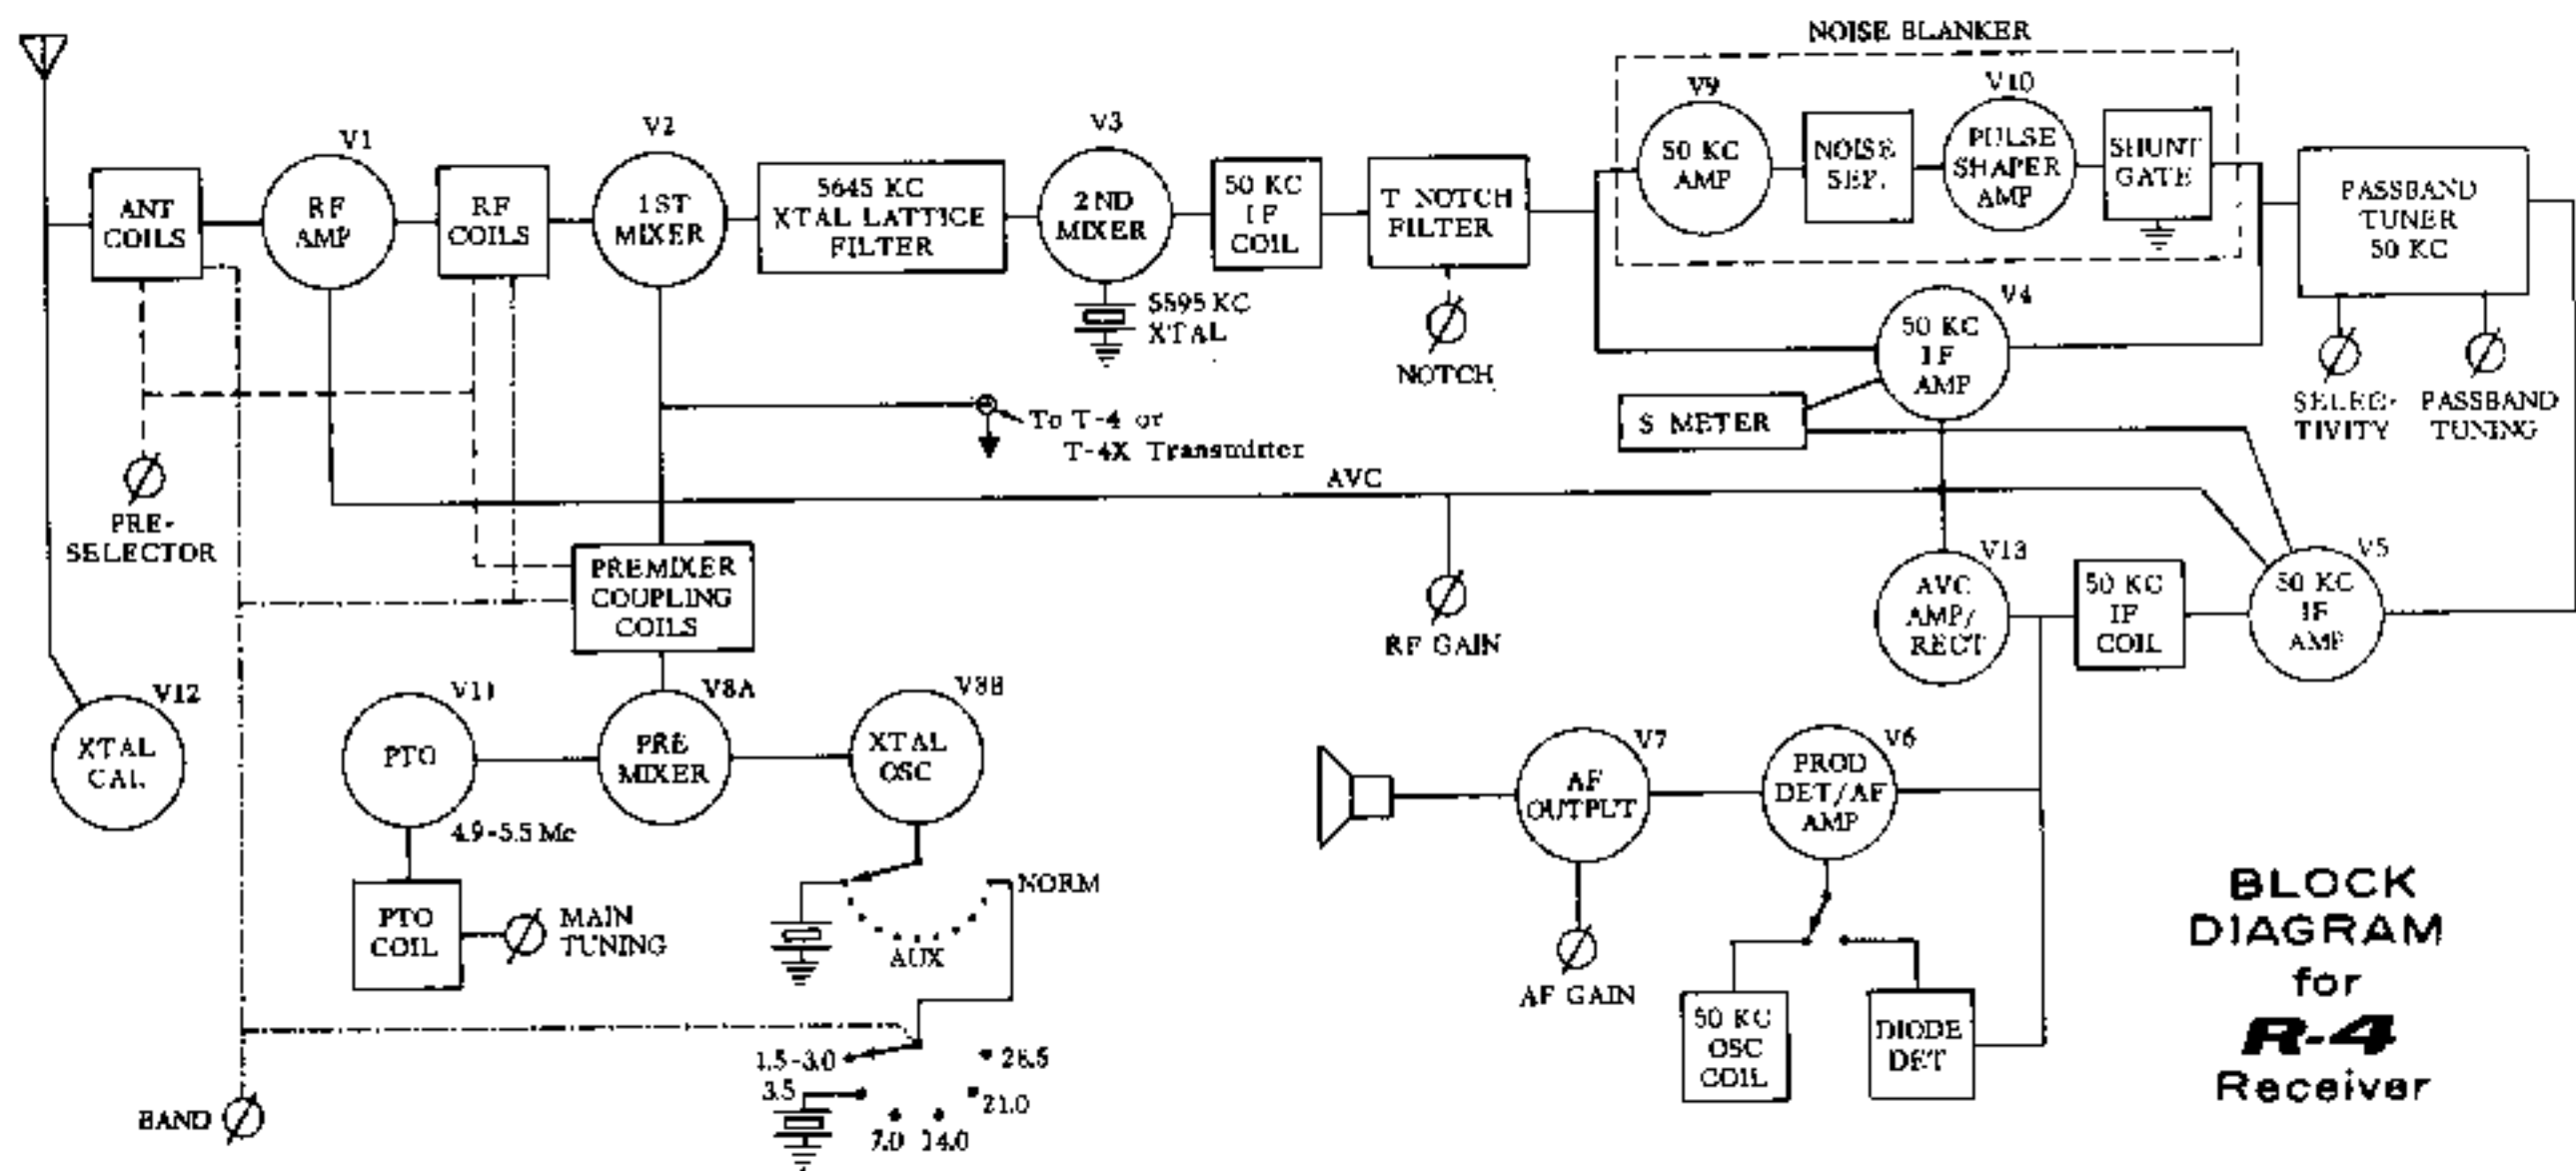 NOISE BLANKER
V1
ANT
COILS
RF
AMP
RF
COILS
V2
1ST
MIXER
5645 KC
XTAL LATTICE
FILTER
V3
2ND
MIXER
5595 KC
XTAL
50 KC
IF
COIL
T NOTCH
FILTER
NOTCH
V9
50 KC
AMP
NOISE
SEP.
V10
PULSE
SHAPER
AMP
SHUNT
GATE
PASSBAND
TUNER
50 KC
SELEC-
TIVITY
PASSBAND
TUNING
V4
50 KC
IF
AMP
S METER
To T-4 or
T-4X Transmitter
AVC
PRE-
SELECTOR
PREMIXER
COUPLING
COILS
RF GAIN
V13
AVC
AMP/
RECT
50 KC
IF
COIL
V5
50 KC
IF
AMP
V12
XTAL
CAL
V11
PTO
4.9-5.5 Mc
V8A
PRE
MIXER
V8B
XTAL
OSC
PTO
COIL
MAIN
TUNING
NORM
AUX
V7
AF
OUTPUT
AF GAIN
V6
PROD
DET/AF
AMP
50 KC
OSC
COIL
DIODE
DET
BAND
1.5-3.0
3.5
7.0
14.0
21.0
28.5
BLOCK
DIAGRAM
for
R-4
Receiver